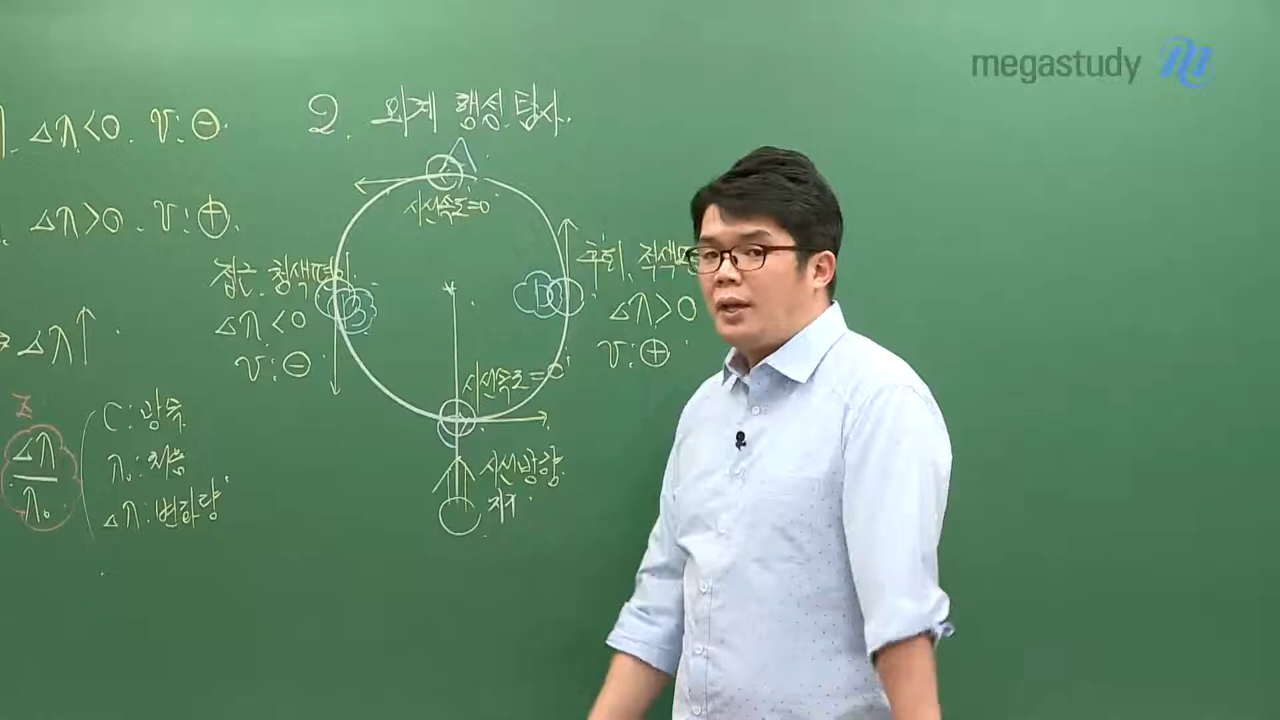 megastudy
Δλ<0. v:⊖
Δλ>0. v:⊕
Δλ↑
Z
Δλ
λ₀
C: 광속
λ₀: 처음
Δλ: 변화량
2. 외계 행성 탐사.
A
시선속도=0
접근. 청색편이
Δλ<0
v:⊖
B
D
후퇴. 적색편
Δλ>0
v:⊕
시선속도=0
시선방향
지구